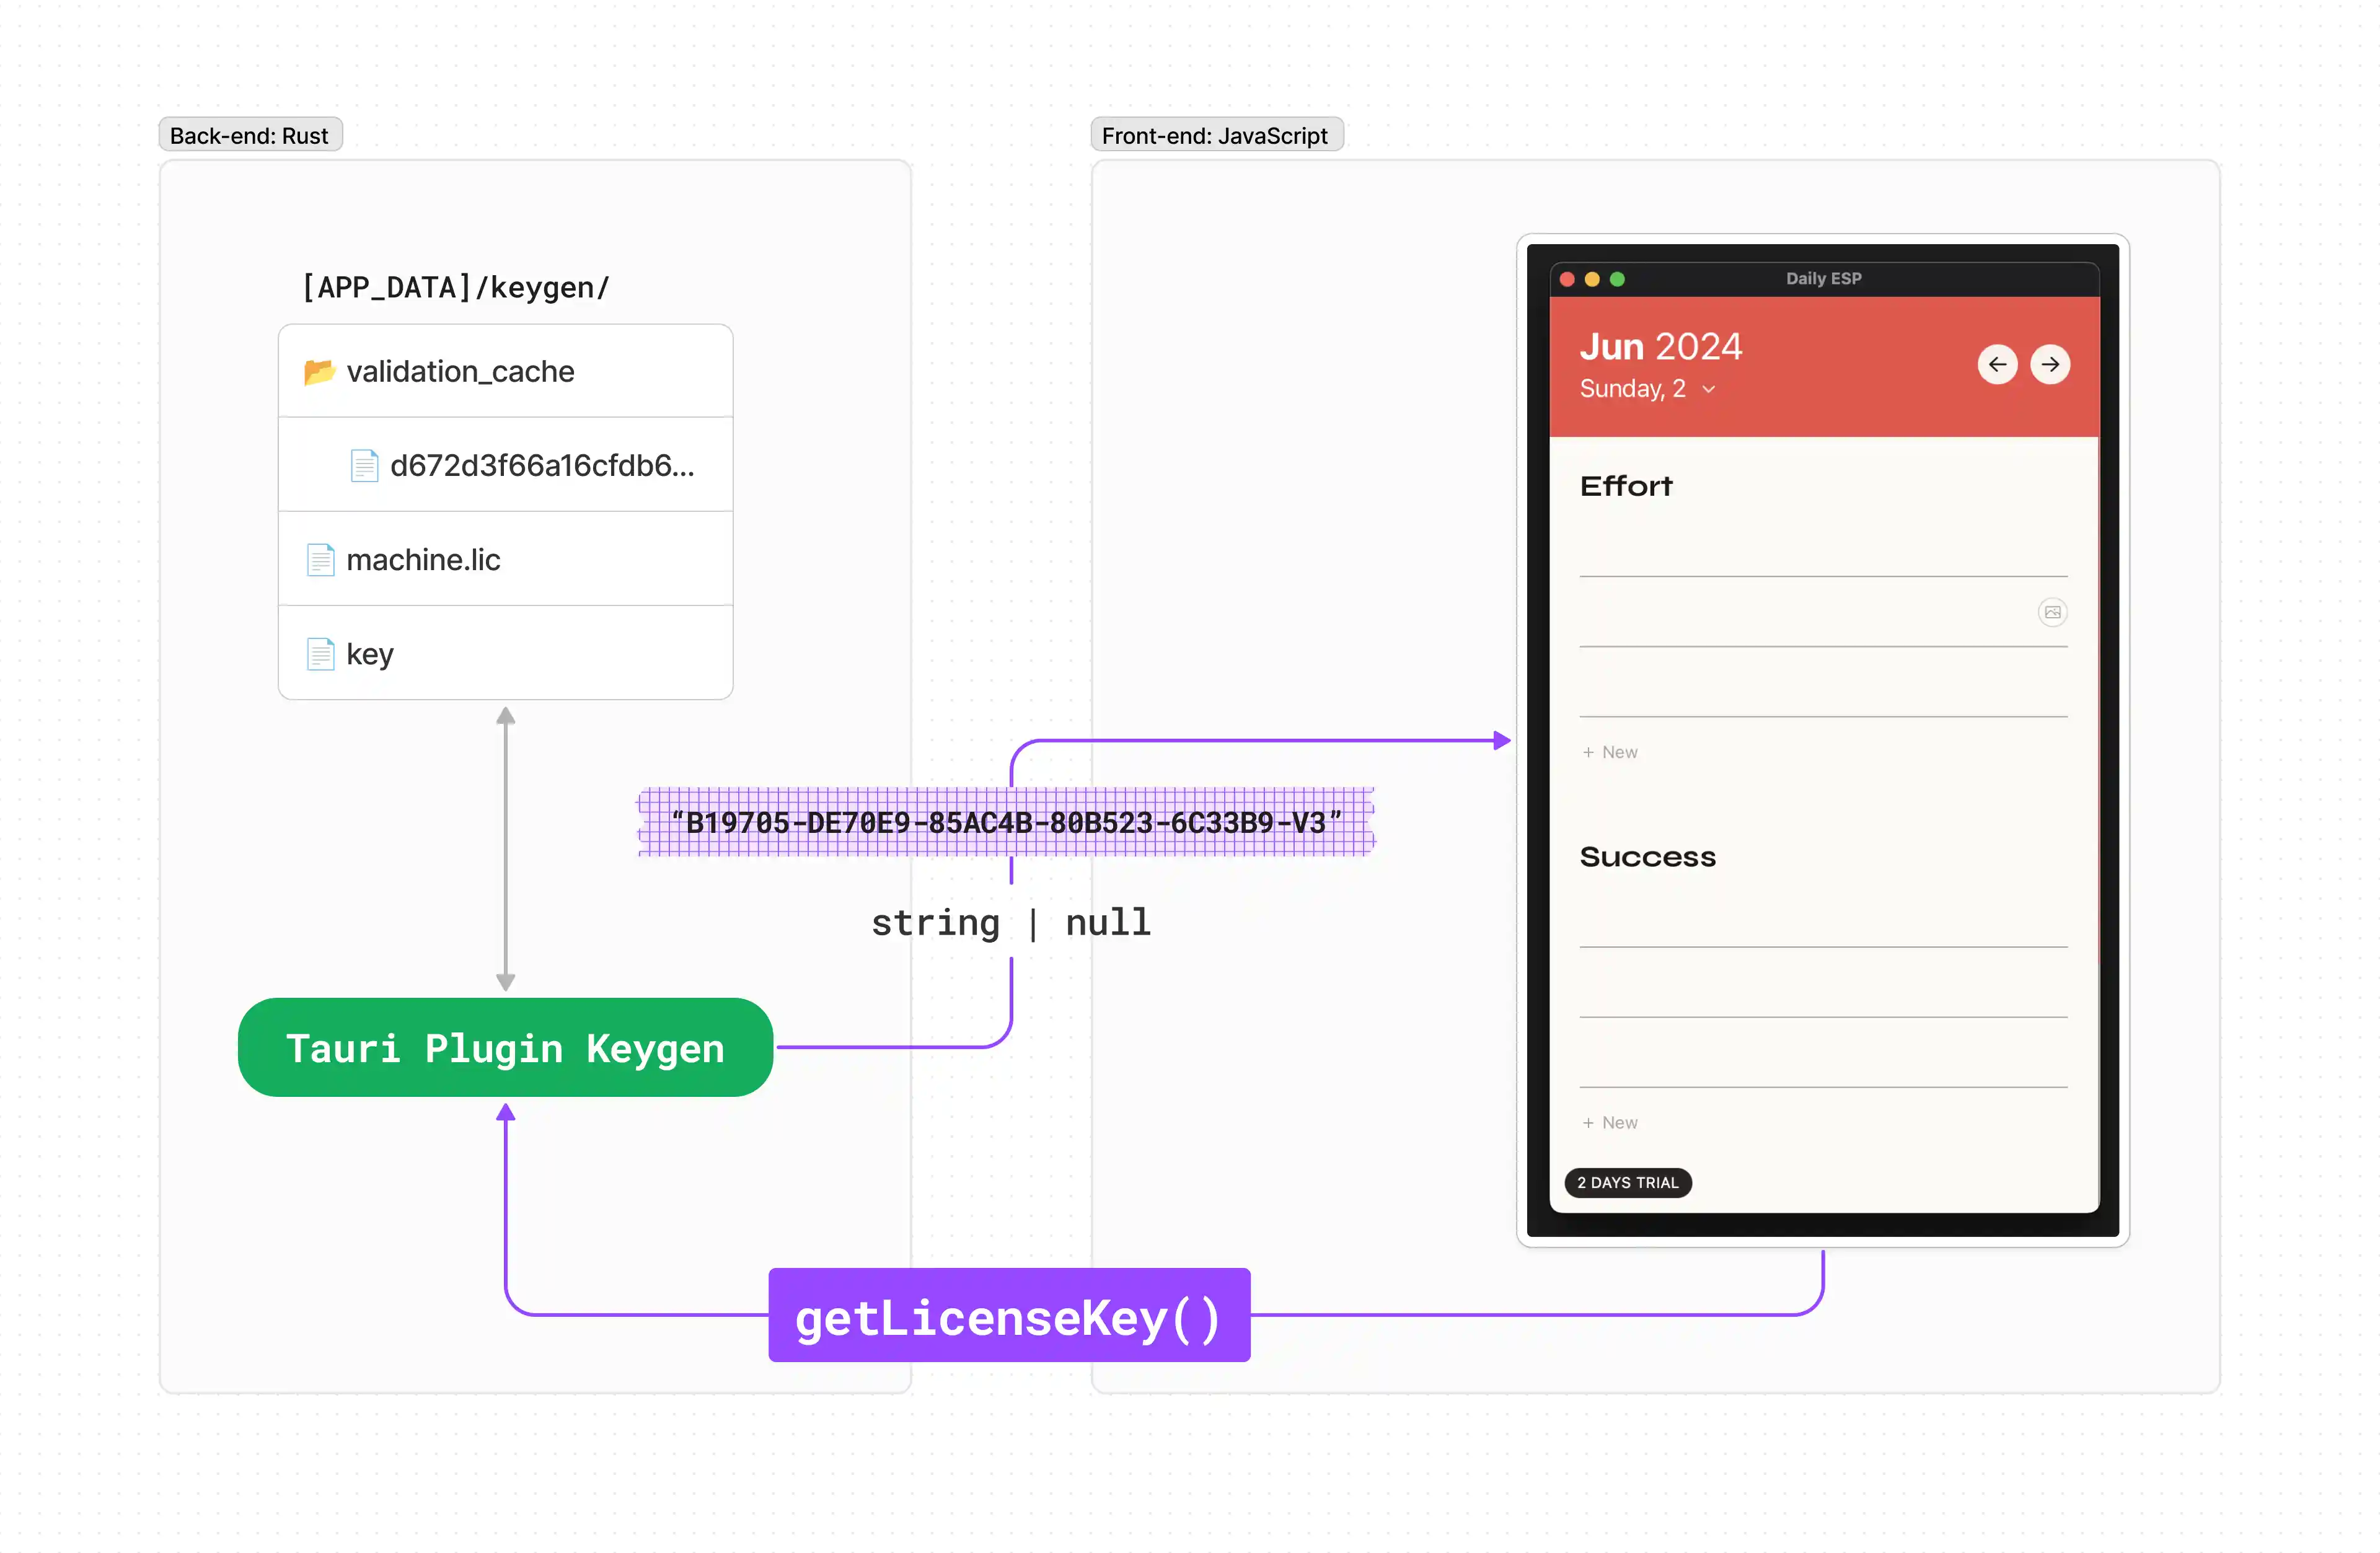 Back-end: Rust
[APP_DATA]/keygen/
validation_cache
d672d3f66a16cfdb6...
machine.lic
key
Tauri Plugin Keygen
“B19705-DE70E9-85AC4B-80B523-6C33B9-V3”
string | null
getLicenseKey()
Front-end: JavaScript
Daily ESP
Jun 2024
Sunday, 2
Effort
+ New
Success
+ New
2 DAYS TRIAL